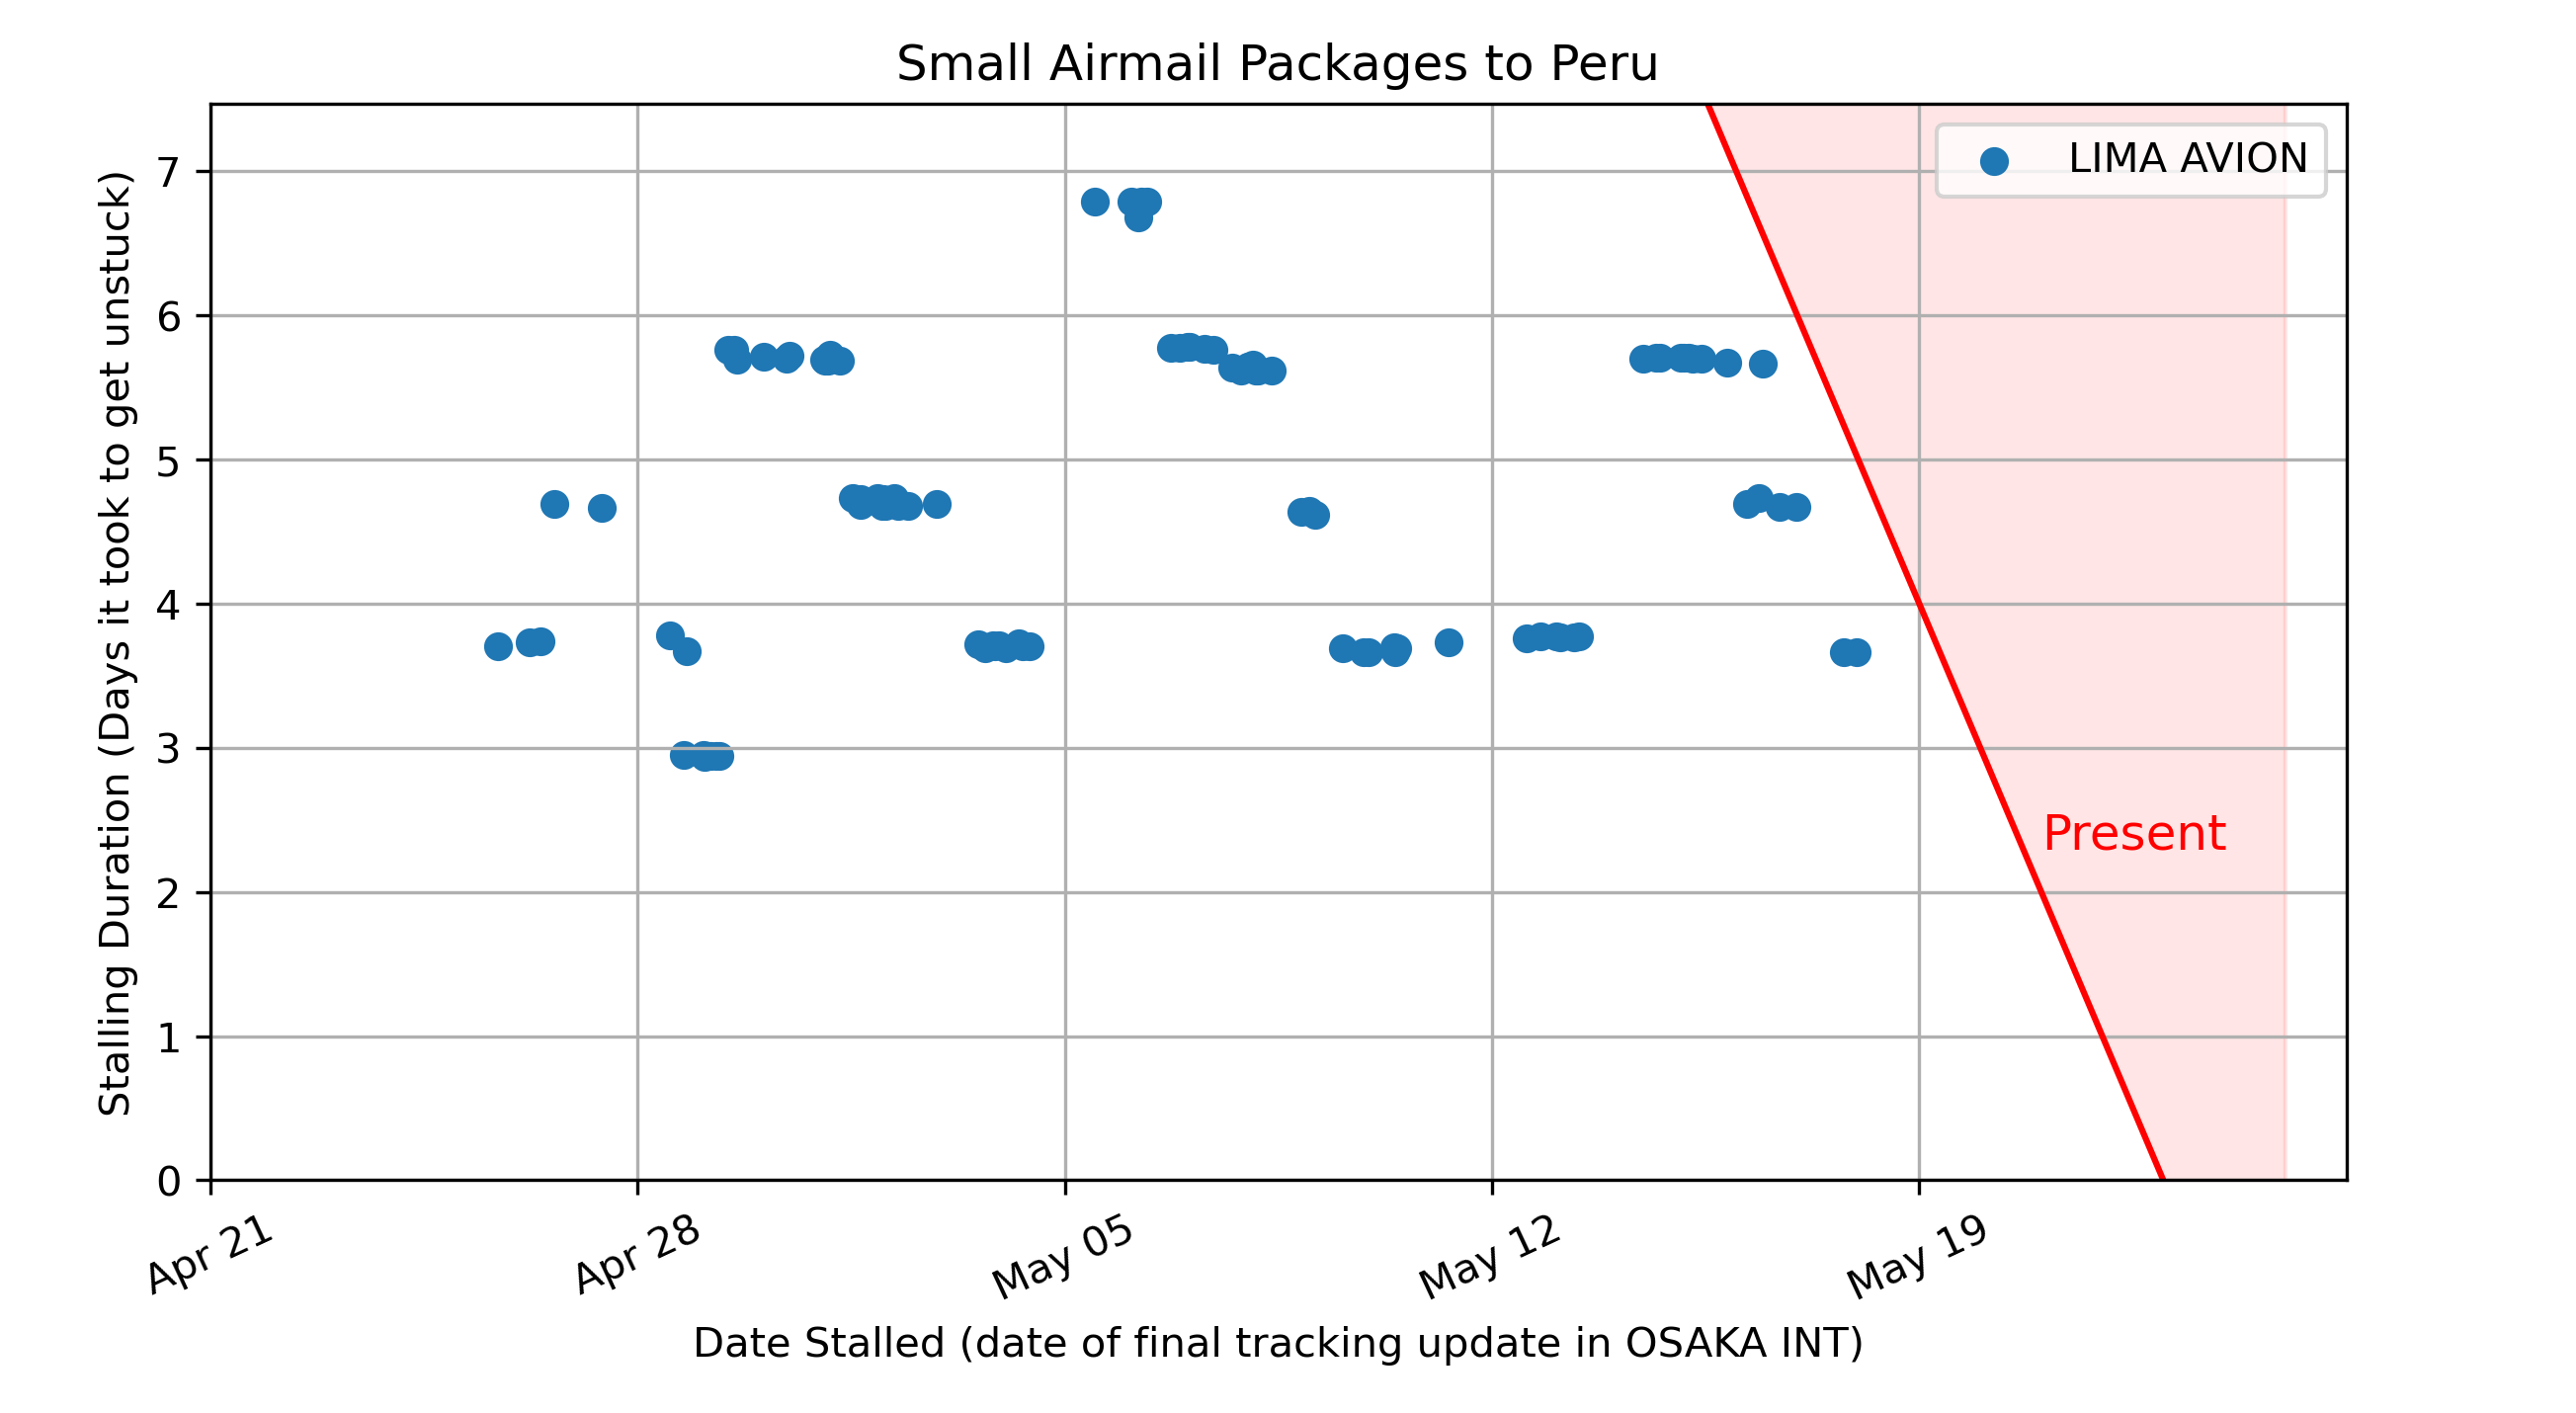 Small Airmail Packages to Peru
LIMA AVION
Stalling Duration (Days it took to get unstuck)
7
6
5
4
3
2
1
0
Present
Apr 21
Apr 28
May 05
May 12
May 19
Date Stalled (date of final tracking update in OSAKA INT)